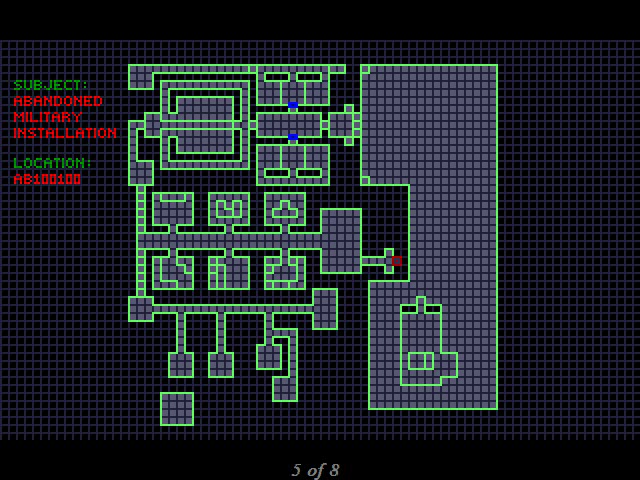 SUBJECT:
ABANDONED
MILITARY
INSTALLATION
LOCATION:
AB100100
5 of 8